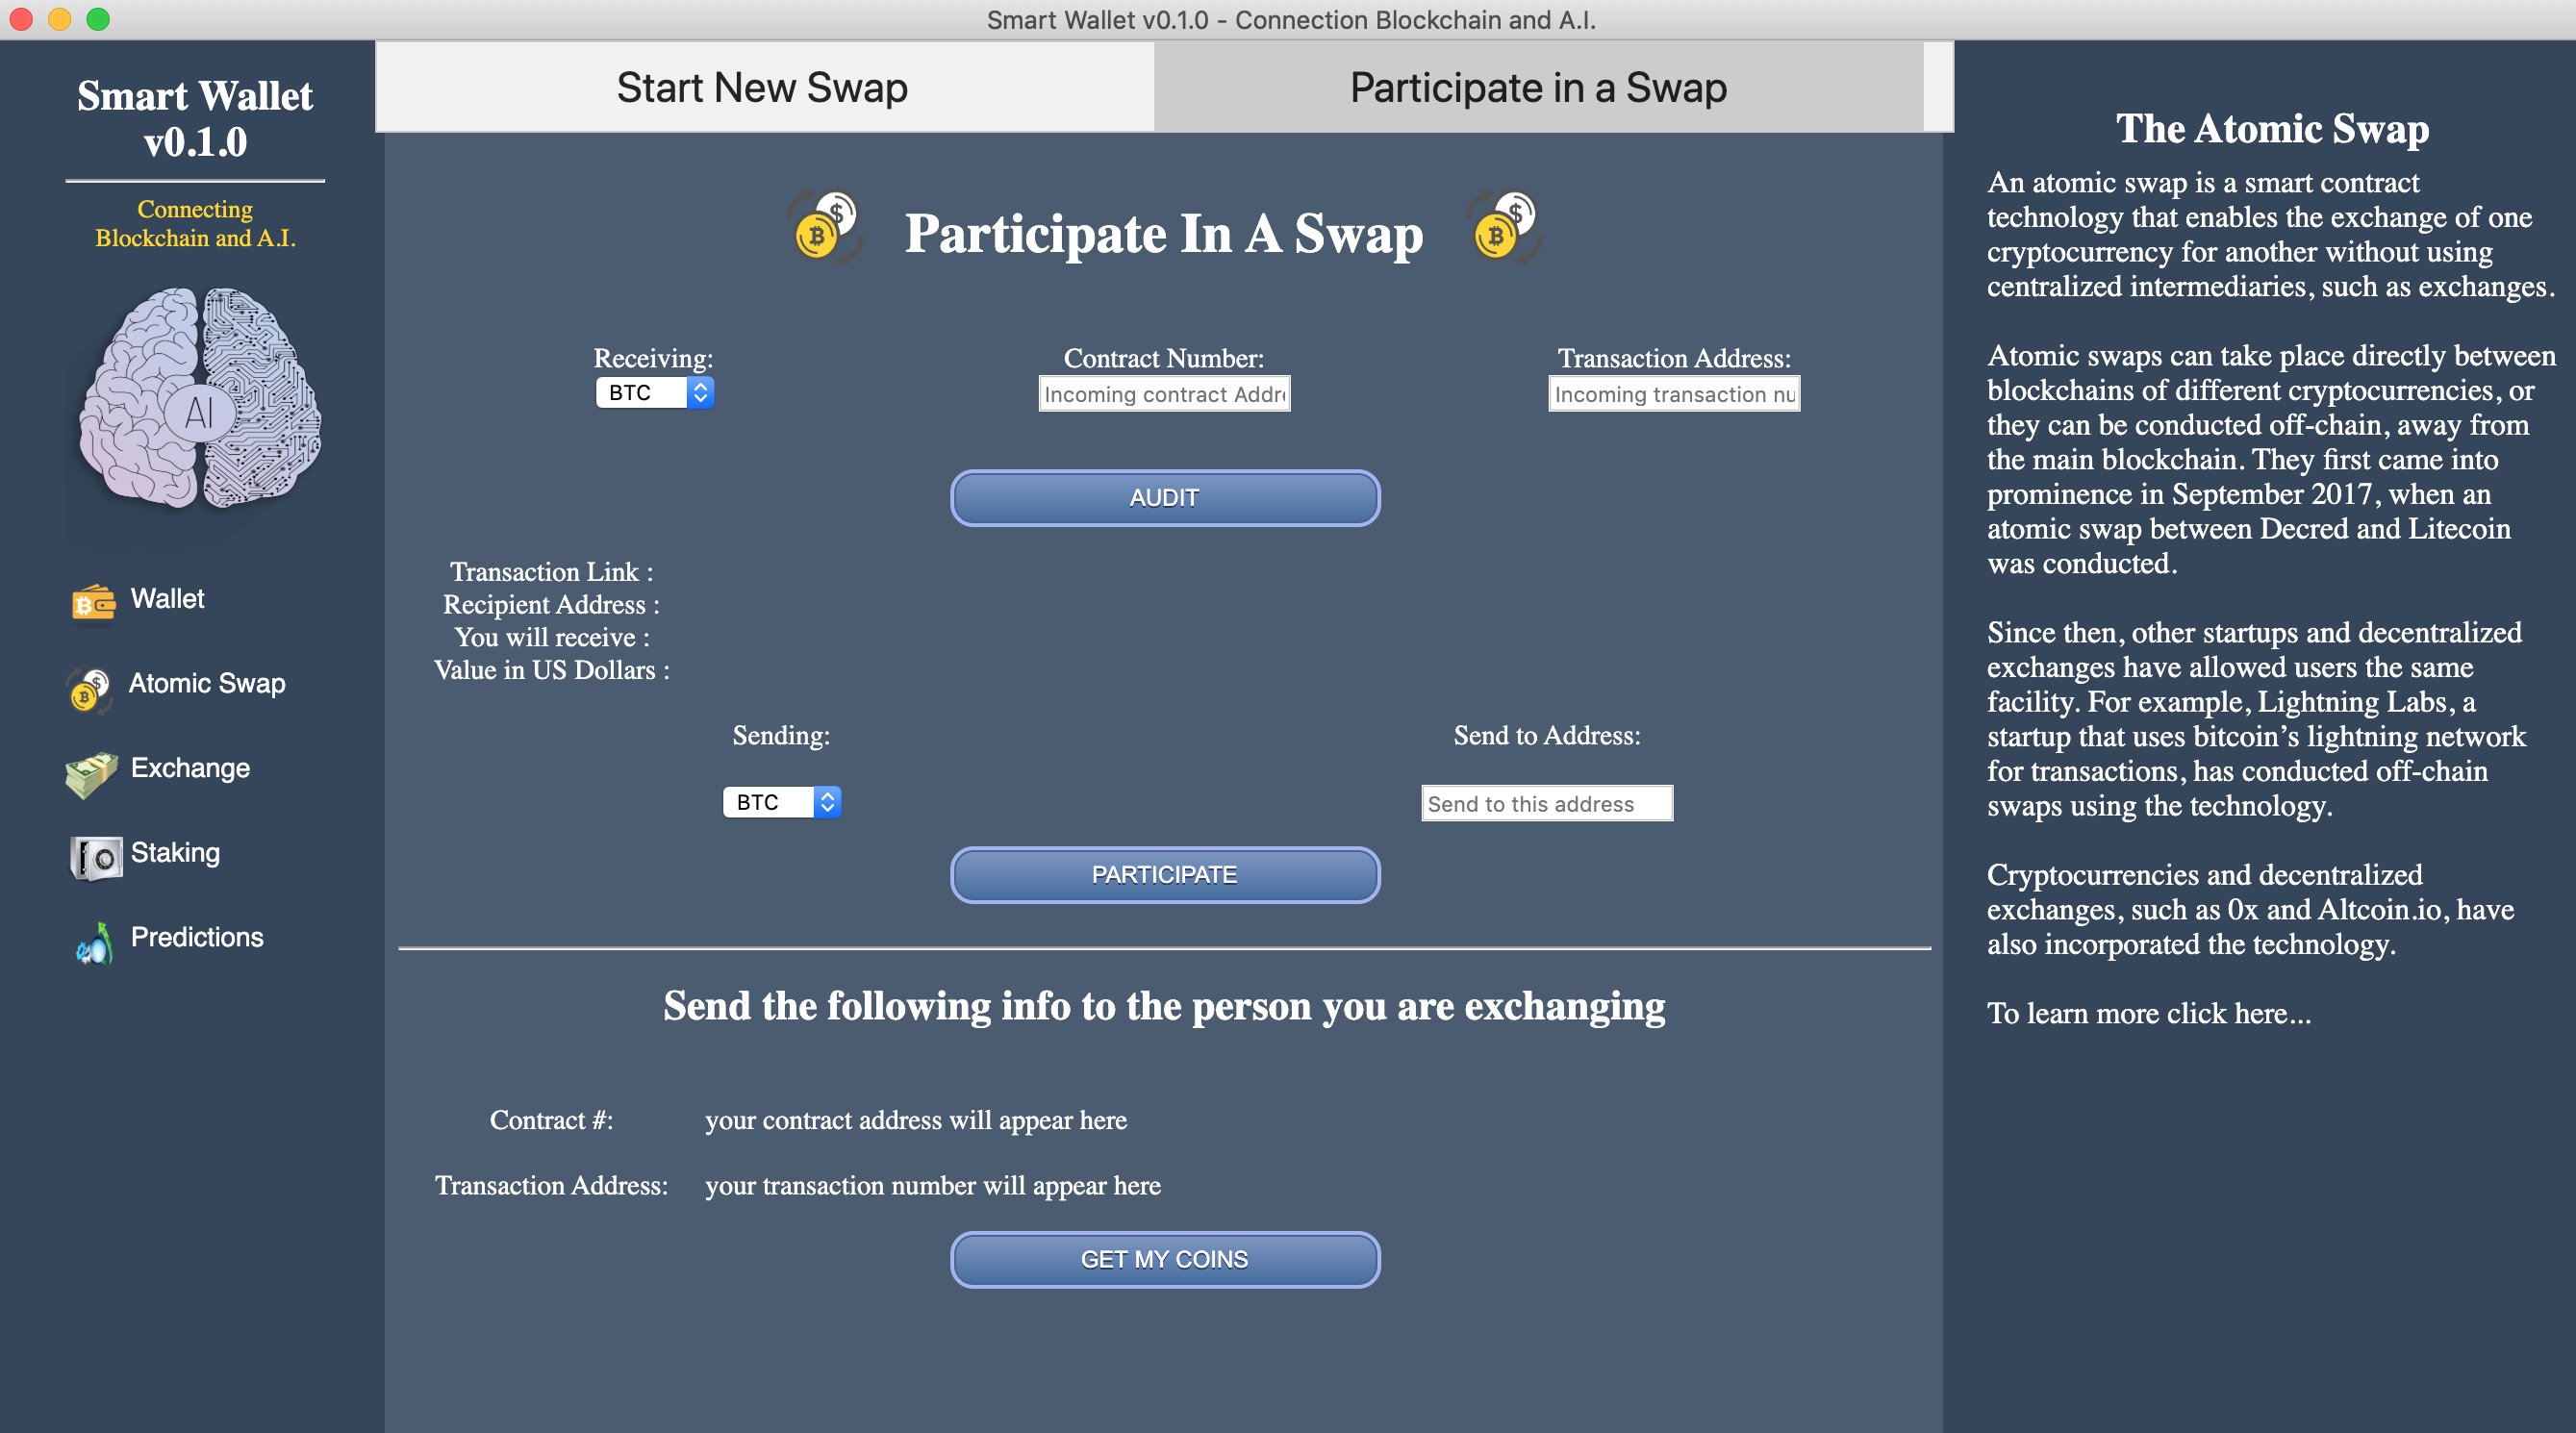 Smart Wallet v0.1.0 - Connection Blockchain and A.I.
Smart Wallet
v0.1.0
Connecting
Blockchain and A.I.
AI
Wallet
Atomic Swap
Exchange
Staking
Predictions
Start New Swap
Participate in a Swap
Participate In A Swap
Receiving:
BTC
Contract Number:
Incoming contract Addr
Transaction Address:
Incoming transaction nu
AUDIT
Transaction Link :
Recipient Address :
You will receive :
Value in US Dollars :
Sending:
BTC
Send to Address:
Send to this address
PARTICIPATE
Send the following info to the person you are exchanging
Contract #:
your contract address will appear here
Transaction Address:
your transaction number will appear here
GET MY COINS
The Atomic Swap
An atomic swap is a smart contract
technology that enables the exchange of one
cryptocurrency for another without using
centralized intermediaries, such as exchanges.
Atomic swaps can take place directly between
blockchains of different cryptocurrencies, or
they can be conducted off-chain, away from
the main blockchain. They first came into
prominence in September 2017, when an
atomic swap between Decred and Litecoin
was conducted.
Since then, other startups and decentralized
exchanges have allowed users the same
facility. For example, Lightning Labs, a
startup that uses bitcoin’s lightning network
for transactions, has conducted off-chain
swaps using the technology.
Cryptocurrencies and decentralized
exchanges, such as 0x and Altcoin.io, have
also incorporated the technology.
To learn more click here...